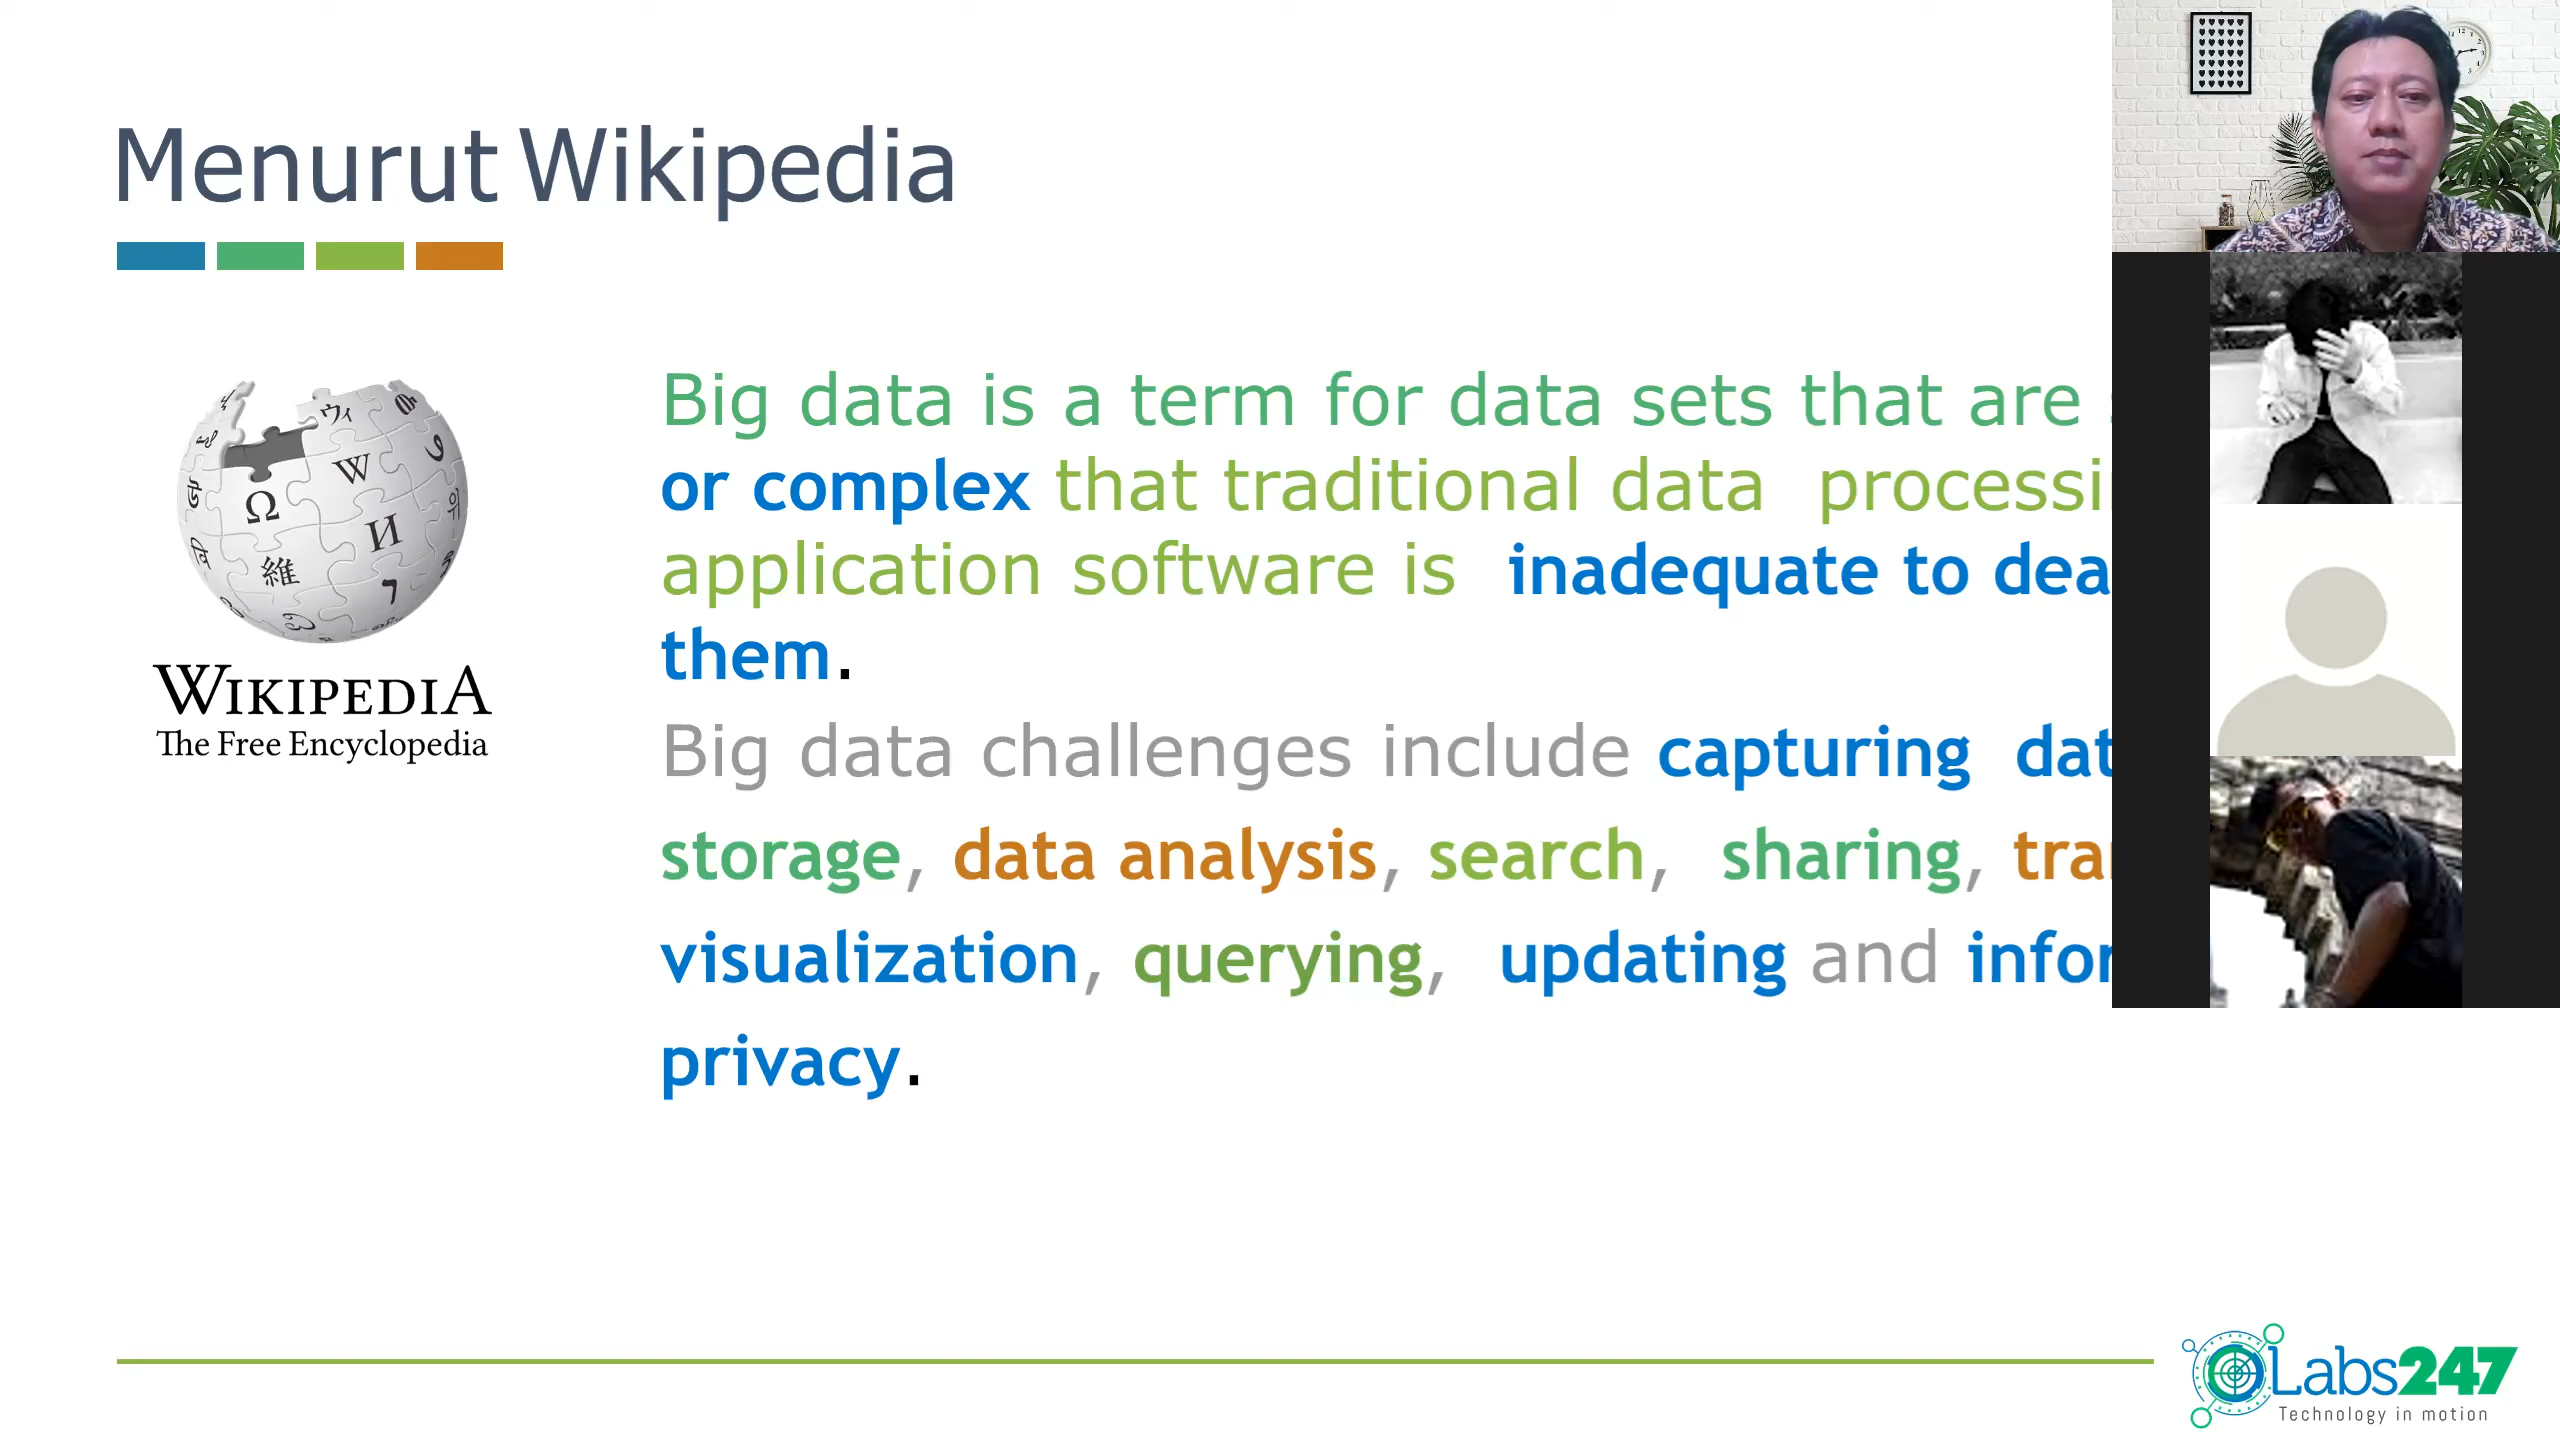 Menurut Wikipedia
Big data is a term for data sets that are
or complex that traditional data processi
application software is inadequate to dea
them.
Big data challenges include capturing dat
storage, data analysis, search, sharing, tra
visualization, querying, updating and infor
privacy.
WIKIPEDIA
The Free Encyclopedia
Labs247
Technology in motion